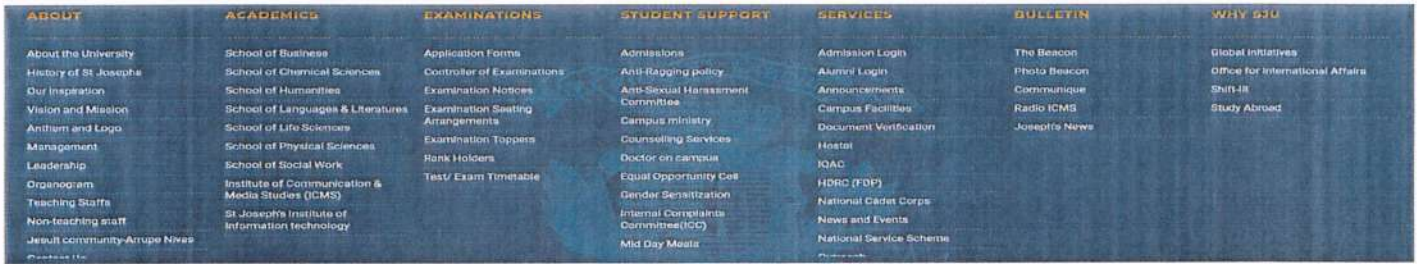 ABOUT
About the University
History of St Josephs
Our Inspiration
Vision and Mission
Anthem and Logo
Management
Leadership
Organogram
Teaching Staffs
Non-teaching staff
Jesuit community-Arrupe Nivas
Contact Us
ACADEMICS
School of Business
School of Chemical Sciences
School of Humanities
School of Languages & Literatures
School of Life Sciences
School of Physical Sciences
School of Social Work
Institute of Communication &
Media Studies (ICMS)
St Joseph's Institute of
Information technology
EXAMINATIONS
Application Forms
Controller of Examinations
Examination Notices
Examination Seating
Arrangements
Examination Toppers
Rank Holders
Test/ Exam Timetable
STUDENT SUPPORT
Admissions
Anti-Ragging policy
Anti-Sexual Harassment
Committee
Campus ministry
Counselling Services
Doctor on campus
Equal Opportunity Cell
Gender Sensitization
Internal Complaints
Committee(ICC)
Mid Day Meals
SERVICES
Admission Login
Alumni Login
Announcements
Campus Facilities
Document Verification
Hostel
IQAC
HDRC (FDP)
National Cadet Corps
News and Events
National Service Scheme
Outreach
BULLETIN
The Beacon
Photo Beacon
Communique
Radio ICMS
Joseph's News
WHY SJU
Global Initiatives
Office for International Affairs
Shift-III
Study Abroad